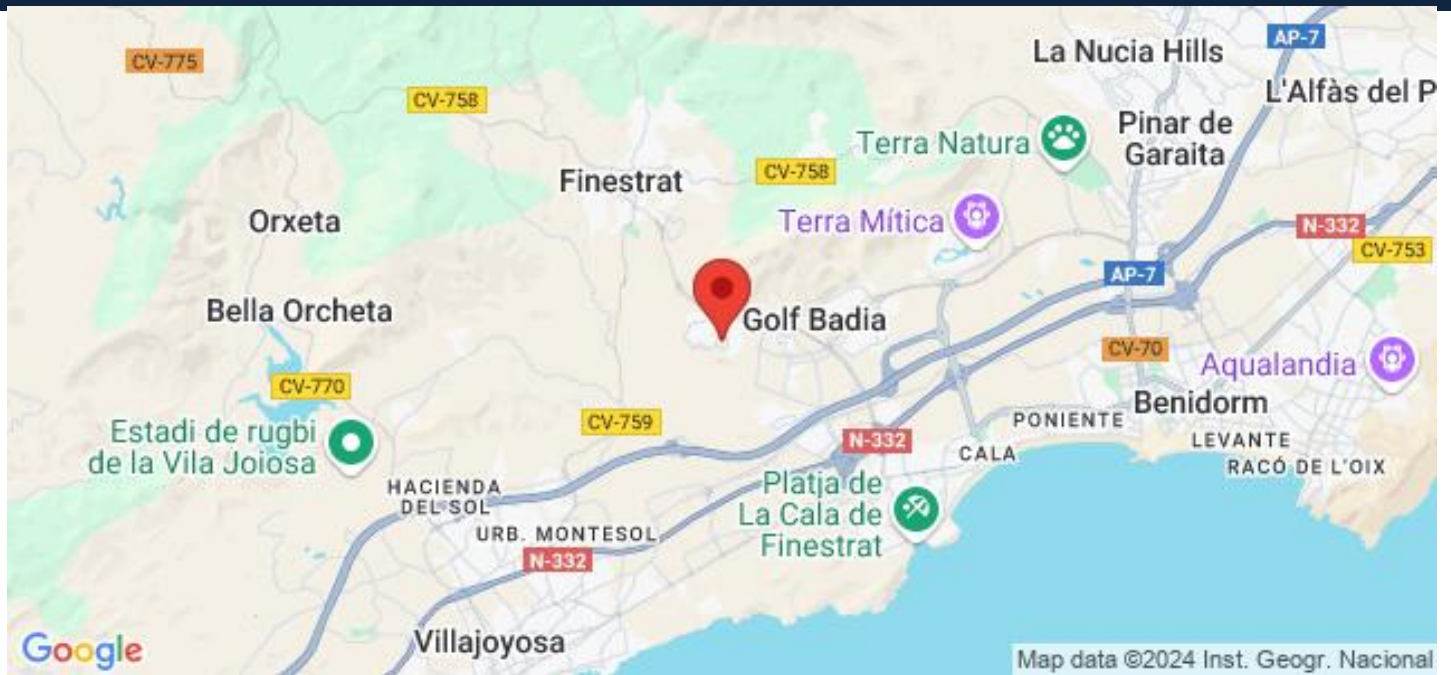 AP-7
La Nucia Hills
CV-775
L'Alfàs del P
CV-758
Pinar de
Garaita
Terra Natura
CV-758
Finestrat
Orxeta
Terra Mítica
N-332
CV-753
AP-7
Bella Orcheta
Golf Badia
CV-70
Aqualandia
CV-770
Benidorm
CV-759
PONIENTE
Estadi de rugbi
de la Vila Joiosa
N-332
LEVANTE
CALA
RACÓ DE L'OIX
HACIENDA
DEL SOL
Platja de
La Cala de
Finestrat
URB. MONTESOL
N-332
Villajoyosa
Google
Map data ©2024 Inst. Geogr. Nacional